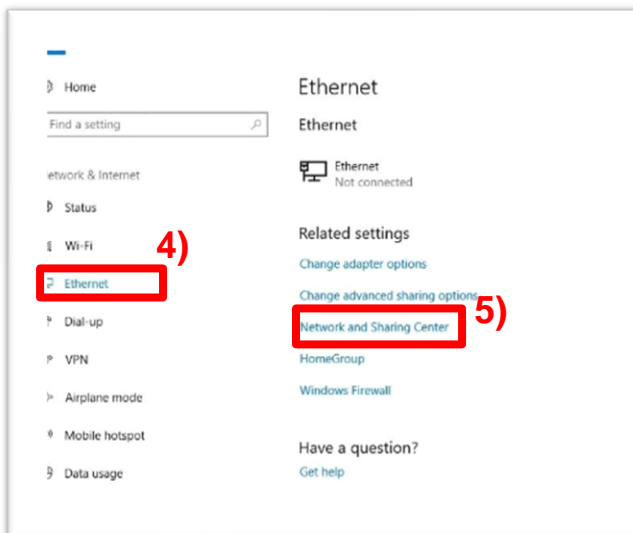 Home
Find a setting
etwork & Internet
Status
Wi-Fi
4)
Ethernet
Dial-up
VPN
Airplane mode
Mobile hotspot
Data usage
Ethernet
Ethernet
Ethernet
Not connected
Related settings
Change adapter options
Change advanced sharing options
5)
Network and Sharing Center
HomeGroup
Windows Firewall
Have a question?
Get help